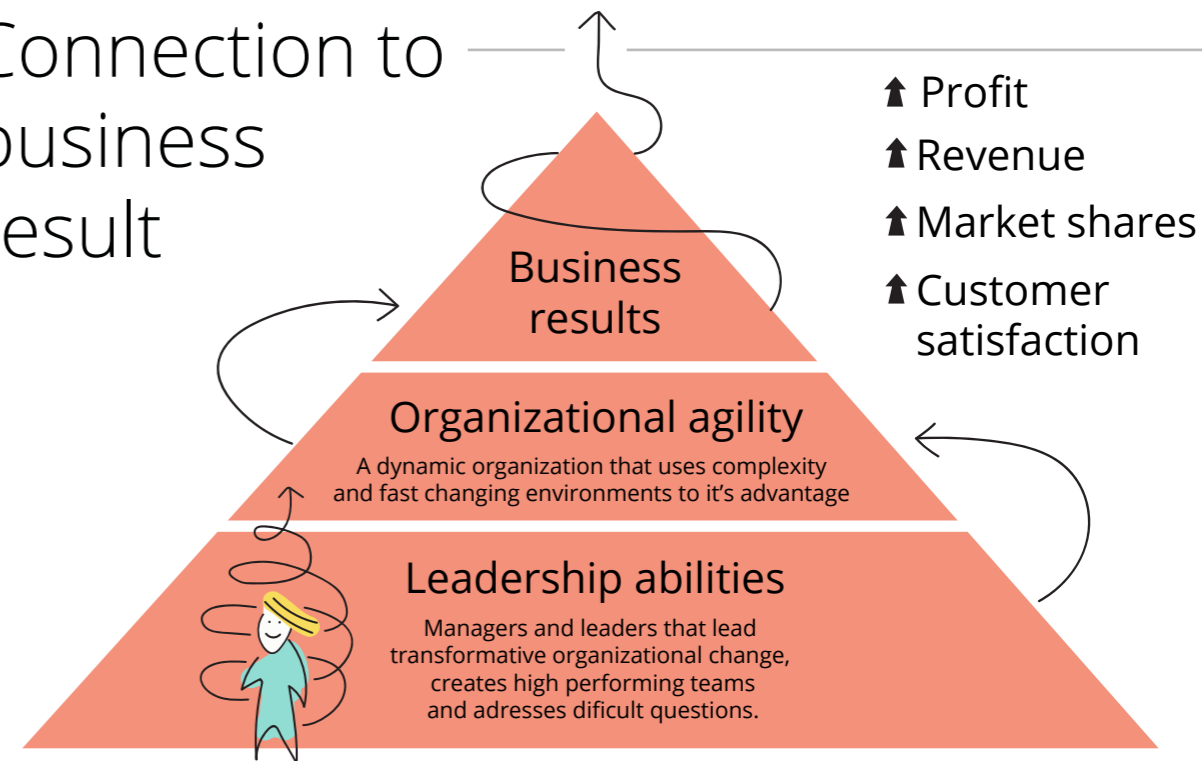 Connection to
business
result
Profit
Revenue
Market shares
Customer
satisfaction
Business
results
Organizational agility
A dynamic organization that uses complexity
and fast changing environments to it's advantage
Leadership abilities
Managers and leaders that lead
transformative organizational change,
creates high performing teams
and adresses dificult questions.